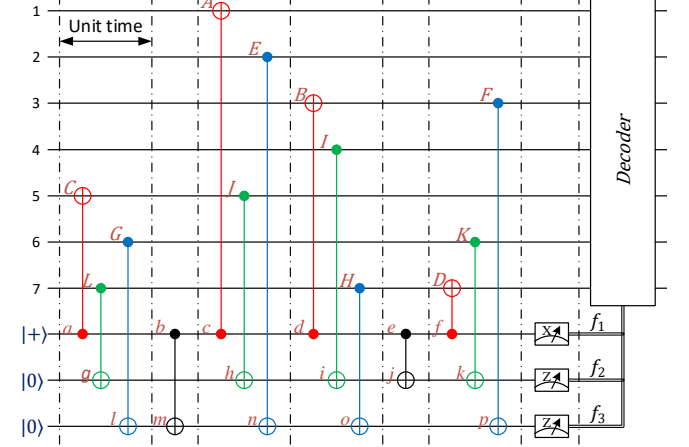 A
1
Unit time
E
2
B
F
3
I
4
C
J
5
G
K
6
L
H
D
7
|+⟩ a b c d e f X f₁
|0⟩ g h i j k Z f₂
|0⟩ l m n o p Z f₃
Decoder